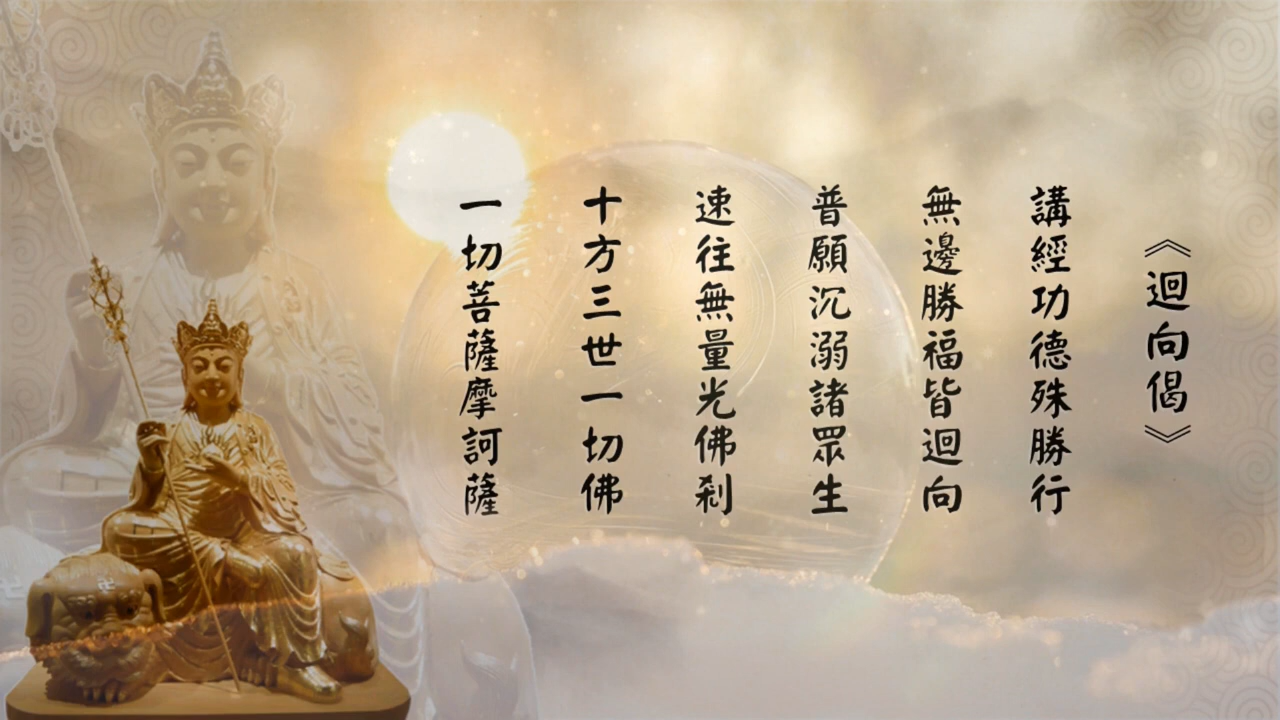 《迴向偈》
講經功德殊勝行
無邊勝福皆迴向
普願沉溺諸眾生
速往無量光佛剎
十方三世一切佛
一切菩薩摩訶薩